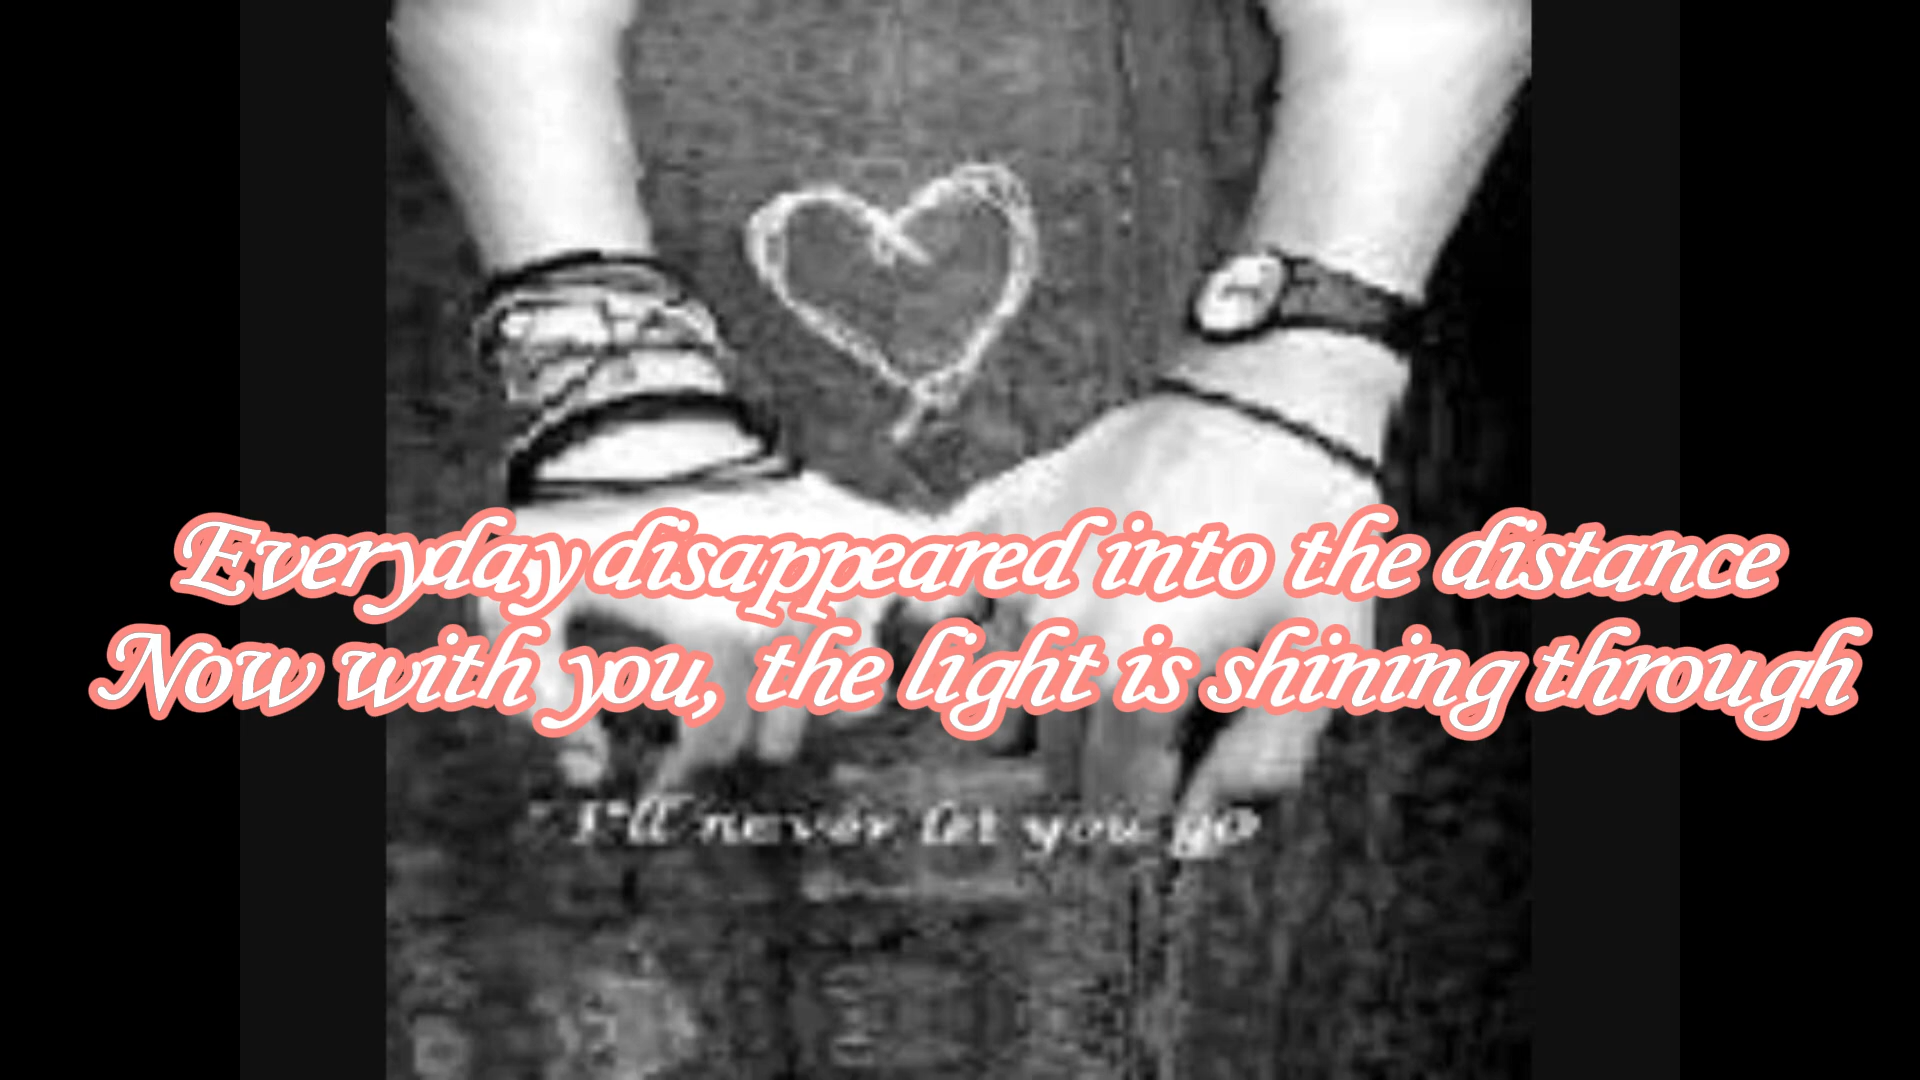 Everyday disappeared into the distance
Now with you, the light is shining through
" I'll never let you go